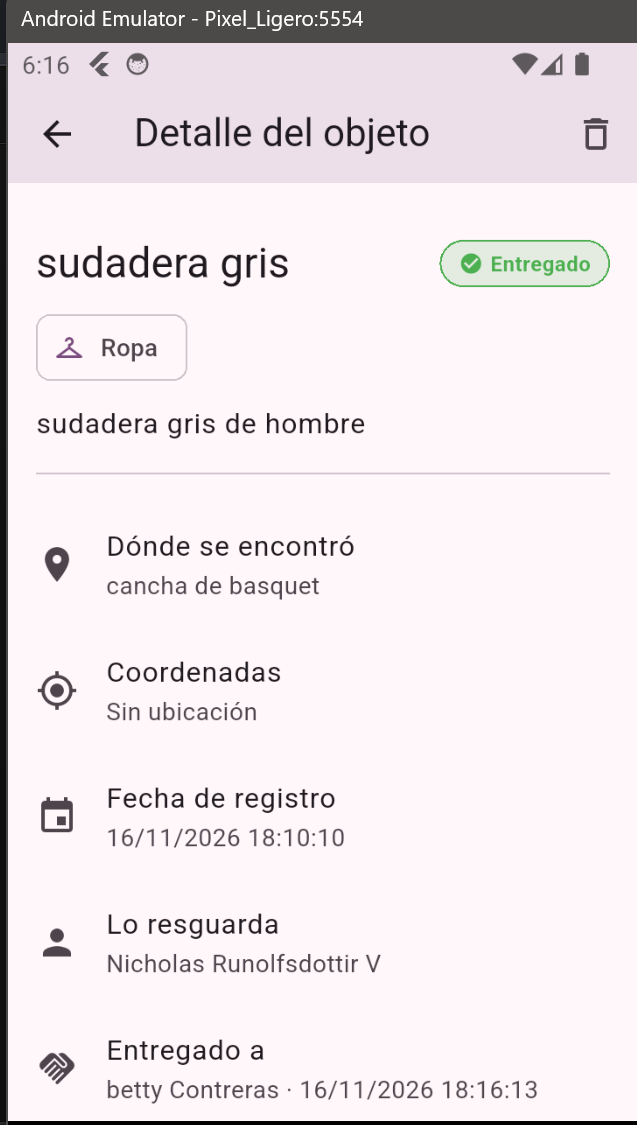 Android Emulator - Pixel_Ligero:5554
6:16
Detalle del objeto
sudadera gris
Entregado
Ropa
sudadera gris de hombre
Dónde se encontró
cancha de basquet
Coordenadas
Sin ubicación
Fecha de registro
16/11/2026 18:10:10
Lo resguarda
Nicholas Runolfsdottir V
Entregado a
betty Contreras · 16/11/2026 18:16:13